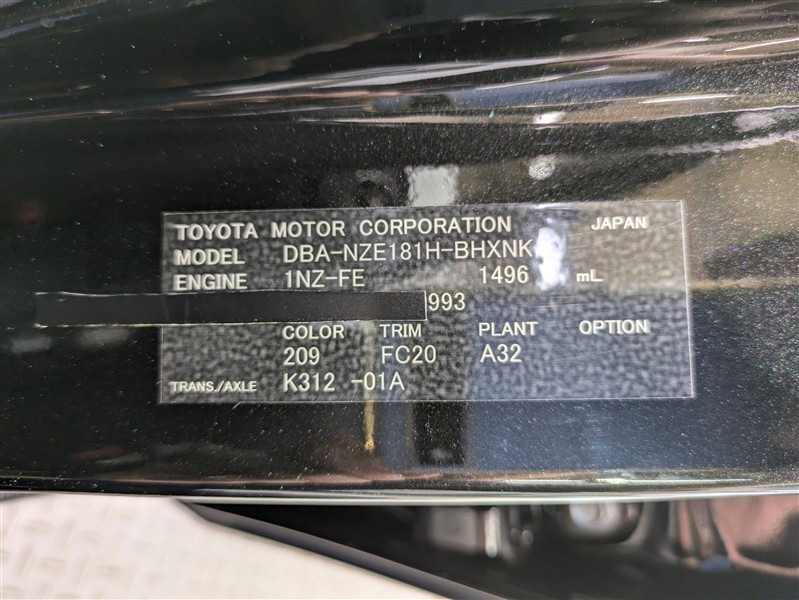 TOYOTA MOTOR CORPORATION JAPAN
MODEL DBA-NZE181H-BHXNK
ENGINE 1NZ-FE 1496 mL
993
COLOR TRIM PLANT OPTION
209 FC20 A32
TRANS./AXLE K312 -01A